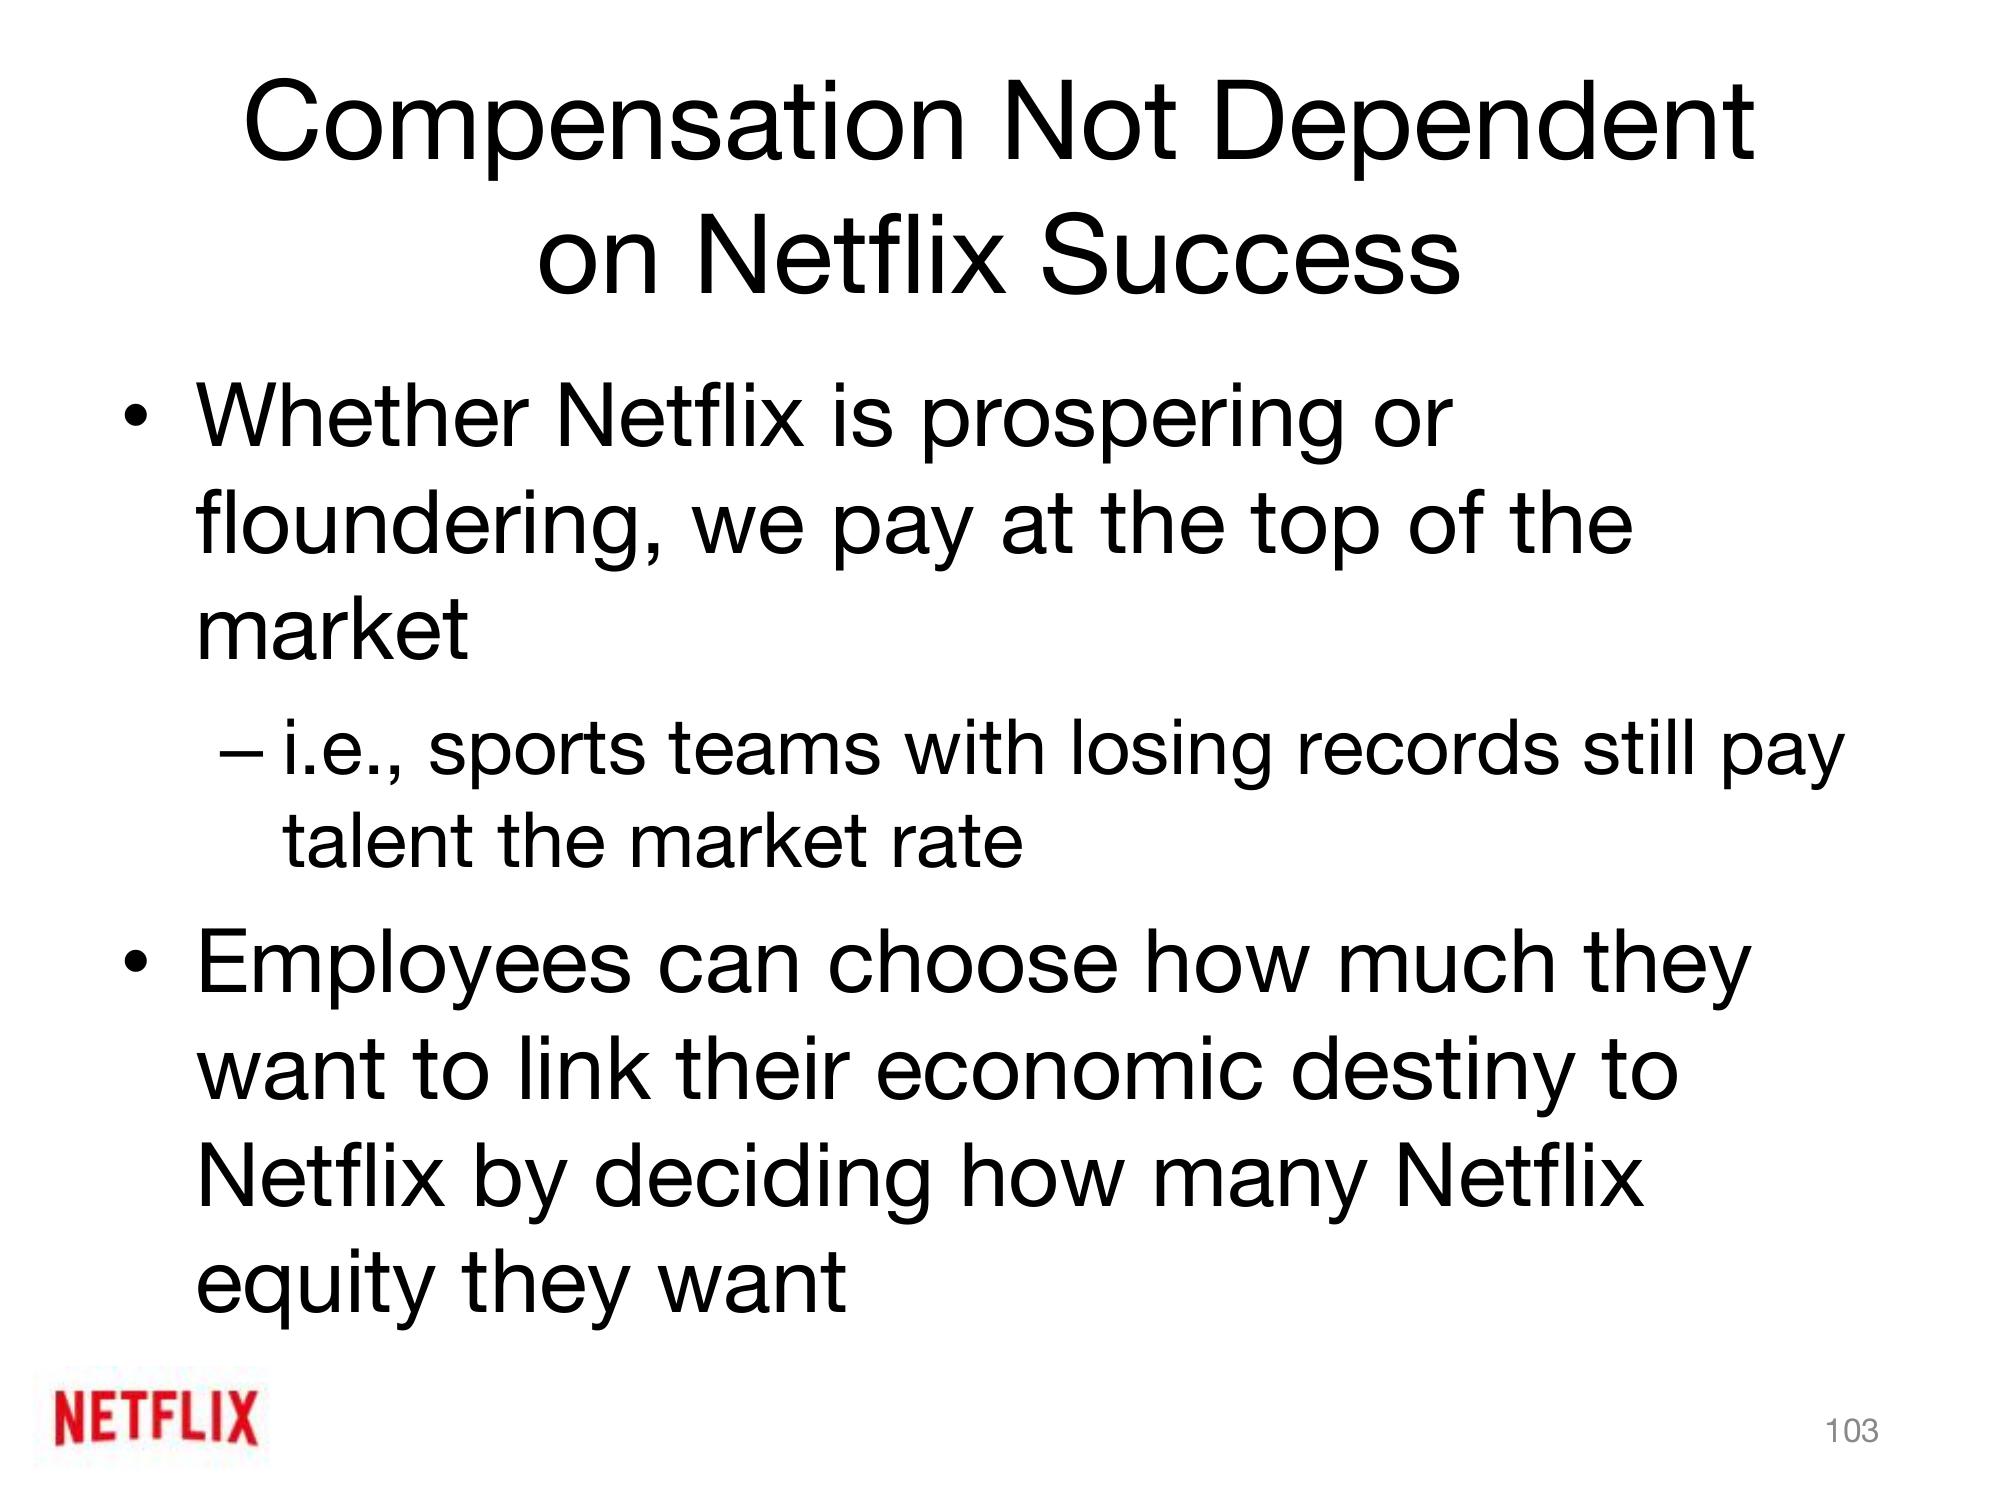 Compensation Not Dependent
on Netflix Success
• Whether Netflix is prospering or
floundering, we pay at the top of the
market
– i.e., sports teams with losing records still pay
talent the market rate
• Employees can choose how much they
want to link their economic destiny to
Netflix by deciding how many Netflix
equity they want
NETFLIX
103